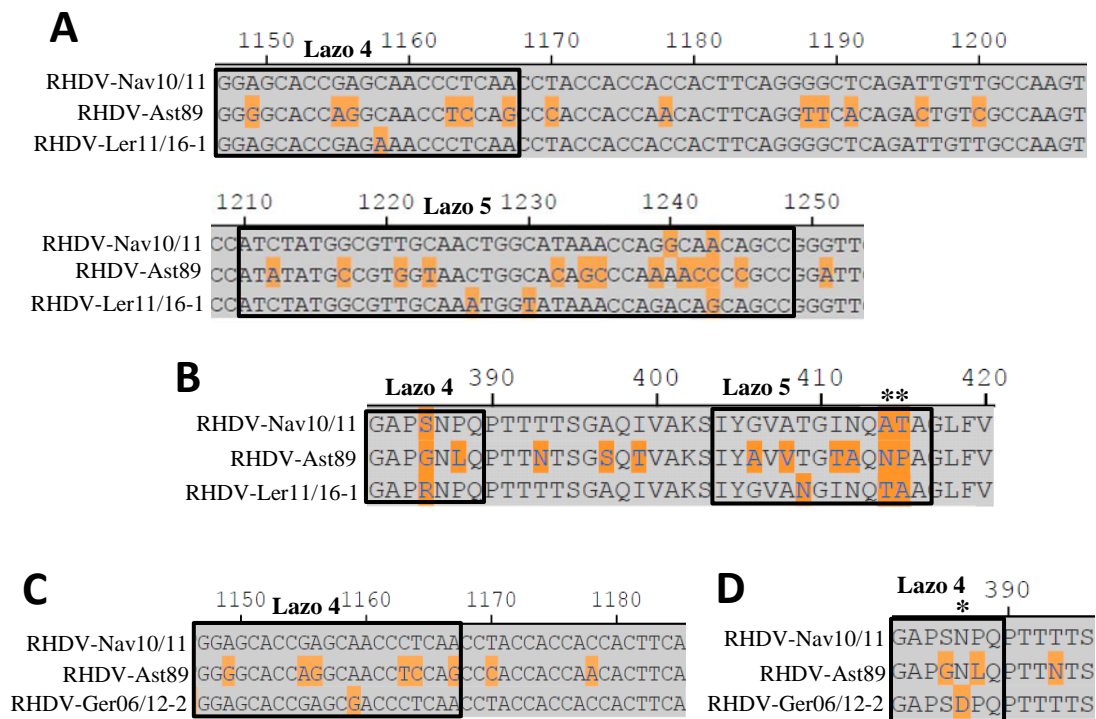 A
1150 1160 1170 1180 1190 1200
Lazo 4
RHDV-Nav10/11 GGAGCACCGAGCAACCCTCAACCTACCACCACCACTTCAGGGGCTCAGATTGTTGCCAAGT
RHDV-Ast89 GGGGCACCAGGCAACCTCCAGCCCACCACCAACACTTCAGGTTCACAGACTGTCGCCAAGT
RHDV-Ler11/16-1 GGAGCACCGAGAAACCCTCAACCTACCACCACCACTTCAGGGGCTCAGATTGTTGCCAAGT
1210 1220 1230 1240 1250
Lazo 5
RHDV-Nav10/11 CCATCTATGGCGTTGCAACTGGCATAAACCAGGCAACAGCCGGGTT
RHDV-Ast89 CCATATATGCCGTGGTAACTGGCACAGCCCAAAACCCCGCCGGATT
RHDV-Ler11/16-1 CCATCTATGGCGTTGCAAATGGTATAAACCAGACAGCAGCCGGGTT
B
Lazo 4 390 400 Lazo 5 410 420
**
RHDV-Nav10/11 GAPSNPQPTTTTSGAQIVAKSIYGVATGINQATAGLFV
RHDV-Ast89 GAPGNLQPTTNTSGSQTVAKSIYAVVTGTAQNPAGLFV
RHDV-Ler11/16-1 GAPRNPQPTTTTSGAQIVAKSIYGVANGINQTAAGLFV
C
1150 Lazo 4 1160 1170 1180
RHDV-Nav10/11 GGAGCACCGAGCAACCCTCAACCTACCACCACCACTTCA
RHDV-Ast89 GGGGCACCAGGCAACCTCCAGCCCACCACCAACACTTCA
RHDV-Ger06/12-2 GGAGCACCGAGCGACCCTCAACCTACCACCACCACTTCA
D
Lazo 4 390
*
RHDV-Nav10/11 GAPSNPQPTTTTS
RHDV-Ast89 GAPGNLQPTTNTS
RHDV-Ger06/12-2 GAPSDPQPTTTTS